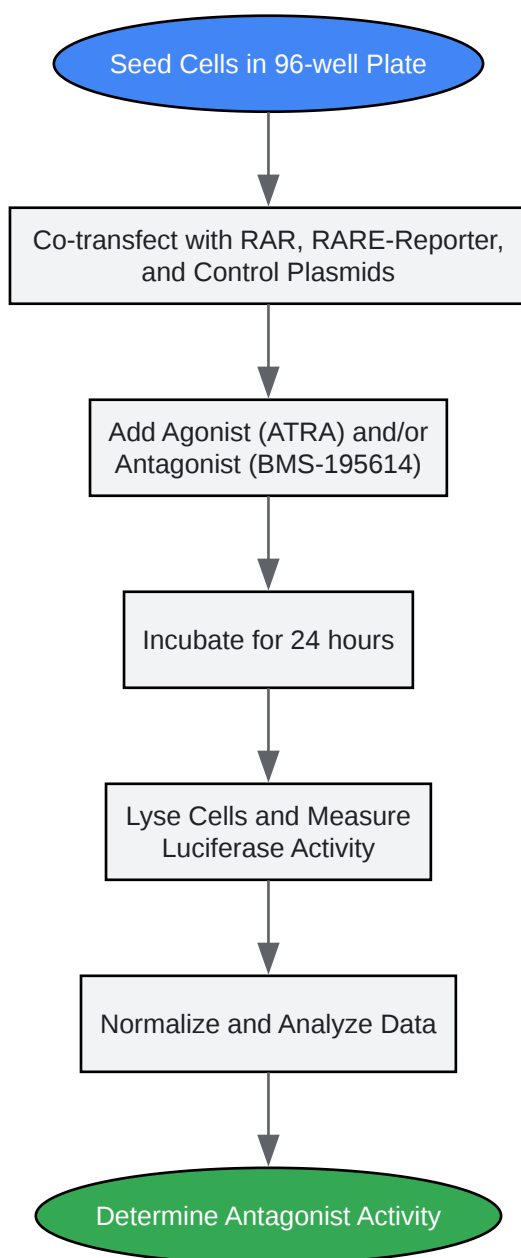 Seed Cells in 96-well Plate
Co-transfect with RAR, RARE-Reporter,
and Control Plasmids
Add Agonist (ATRA) and/or
Antagonist (BMS-195614)
Incubate for 24 hours
Lyse Cells and Measure
Luciferase Activity
Normalize and Analyze Data
Determine Antagonist Activity